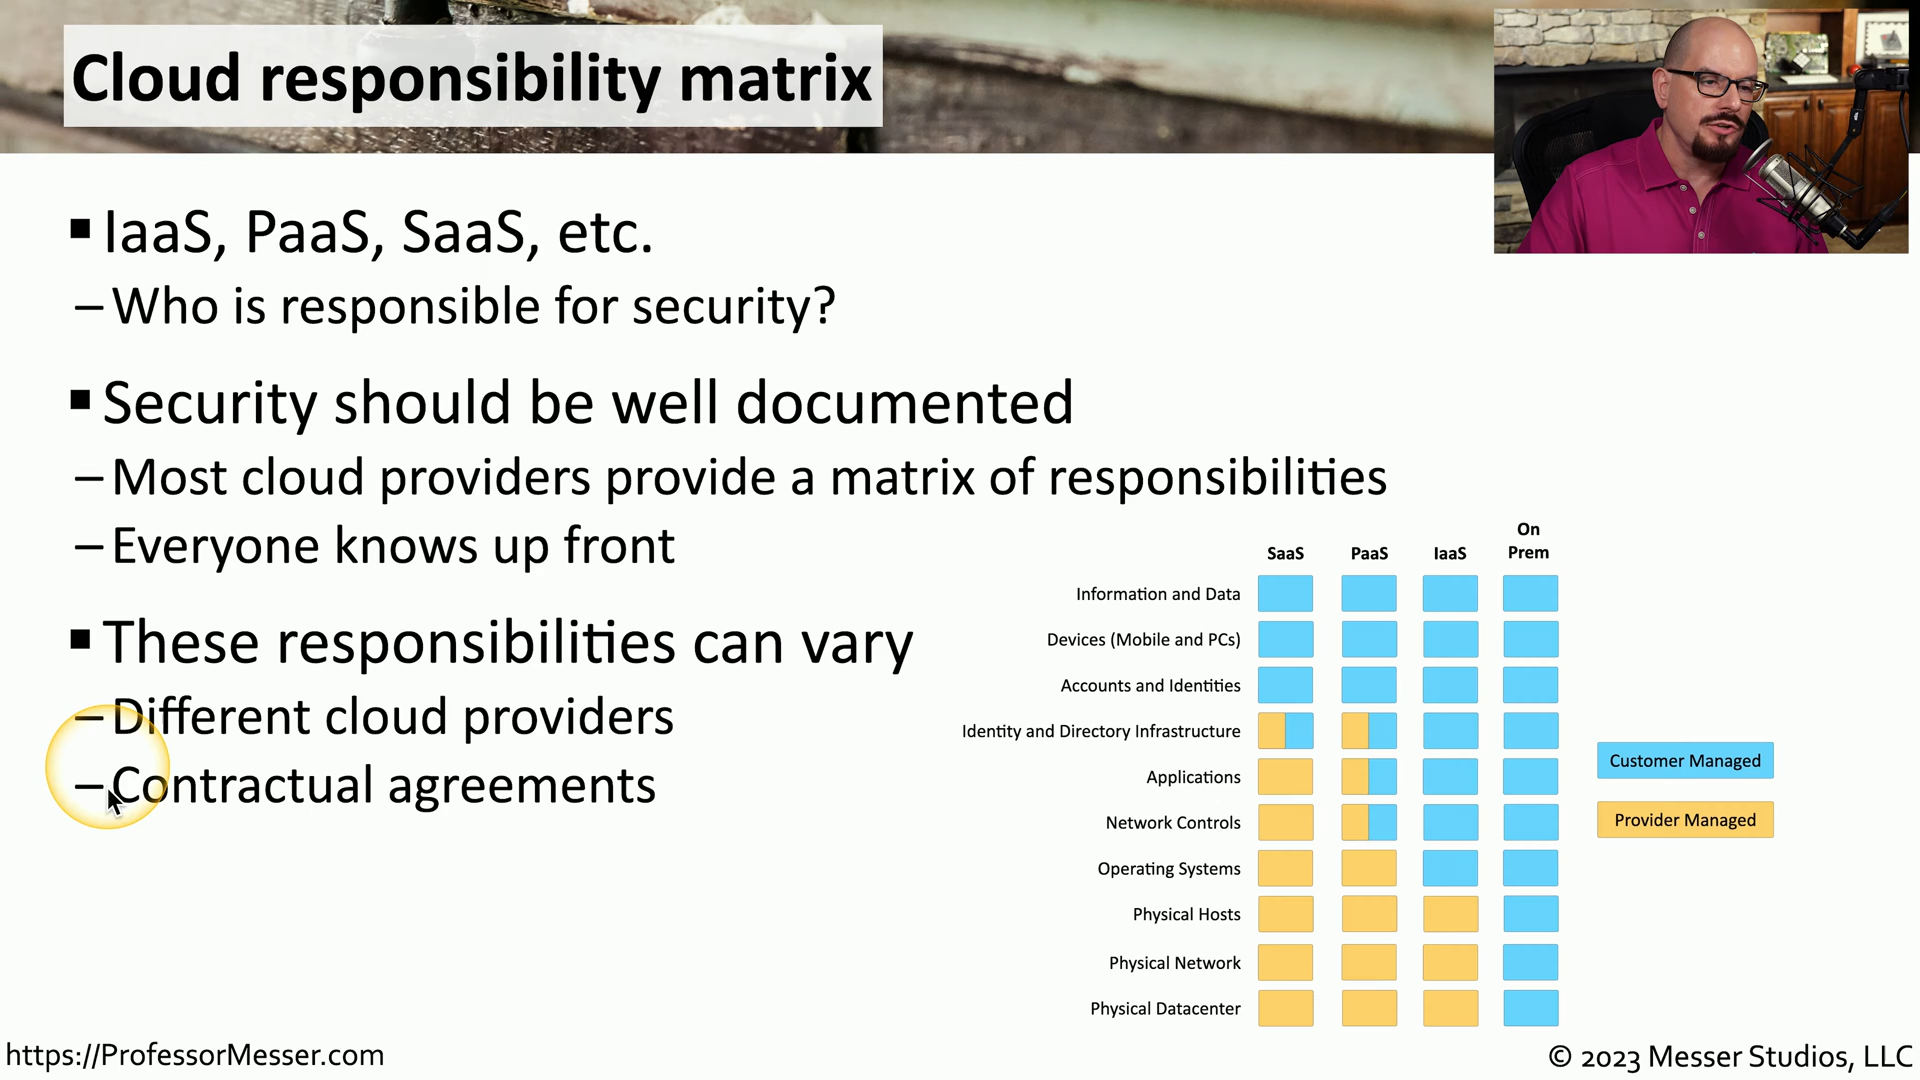 Cloud responsibility matrix
▪ IaaS, PaaS, SaaS, etc.
– Who is responsible for security?
▪ Security should be well documented
– Most cloud providers provide a matrix of responsibilities
– Everyone knows up front
▪ These responsibilities can vary
– Different cloud providers
– Contractual agreements
SaaS PaaS IaaS On Prem
Information and Data
Devices (Mobile and PCs)
Accounts and Identities
Identity and Directory Infrastructure
Applications
Network Controls
Operating Systems
Physical Hosts
Physical Network
Physical Datacenter
Customer Managed
Provider Managed
https://ProfessorMesser.com
© 2023 Messer Studios, LLC